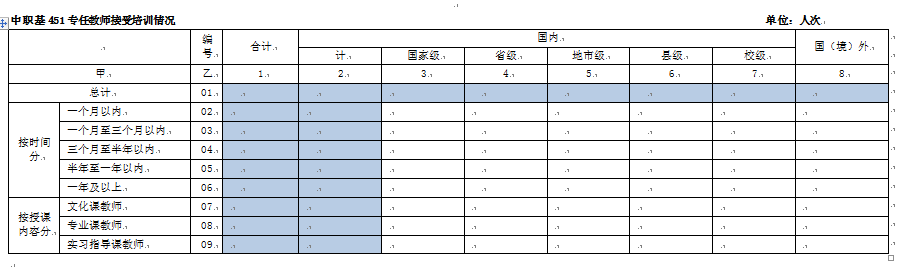 中职基 451 专任教师接受培训情况 单位：人次
编号 合计 国内 国（境）外
计 国家级 省级 地市级 县级 校级
甲 乙 1 2 3 4 5 6 7 8
总计 01
按时间分
一个月以内 02
一个月至三个月以内 03
三个月至半年以内 04
半年至一年以内 05
一年及以上 06
按授课内容分
文化课教师 07
专业课教师 08
实习指导课教师 09